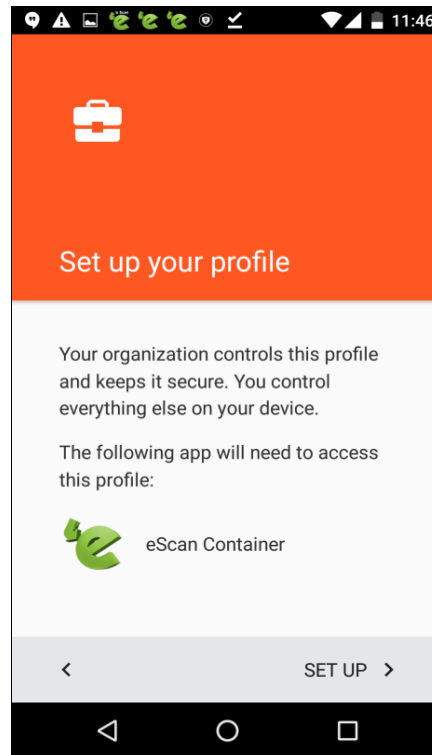 11:46
Set up your profile
Your organization controls this profile
and keeps it secure. You control
everything else on your device.
The following app will need to access
this profile:
eScan Container
SET UP